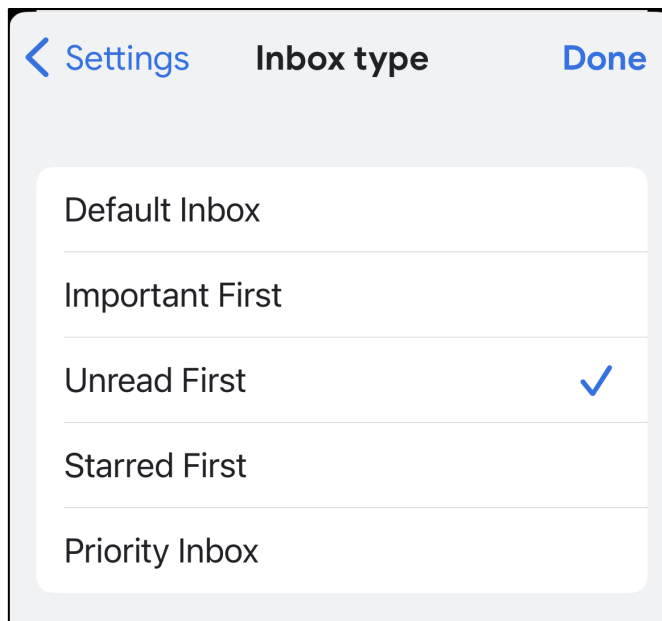 Settings Inbox type Done
Default Inbox
Important First
Unread First
Starred First
Priority Inbox